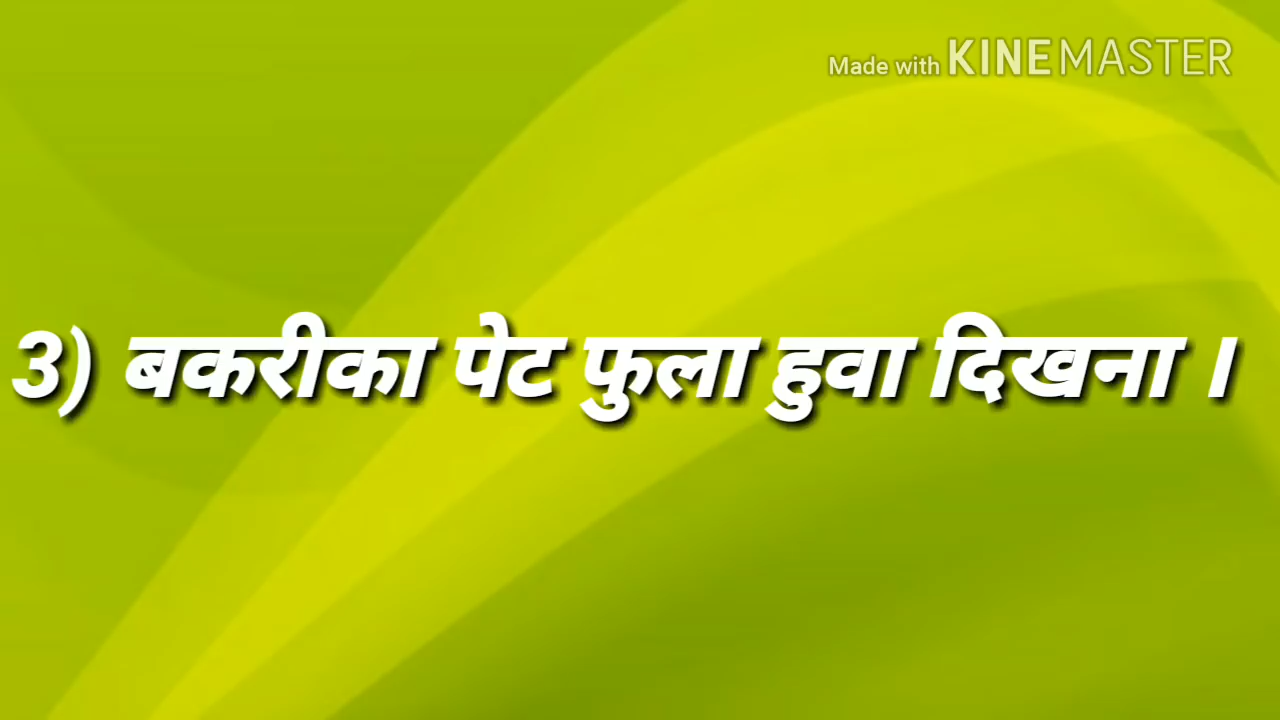 Made with KINEMASTER
3) बकरीका पेट फुला हुवा दिखना ।